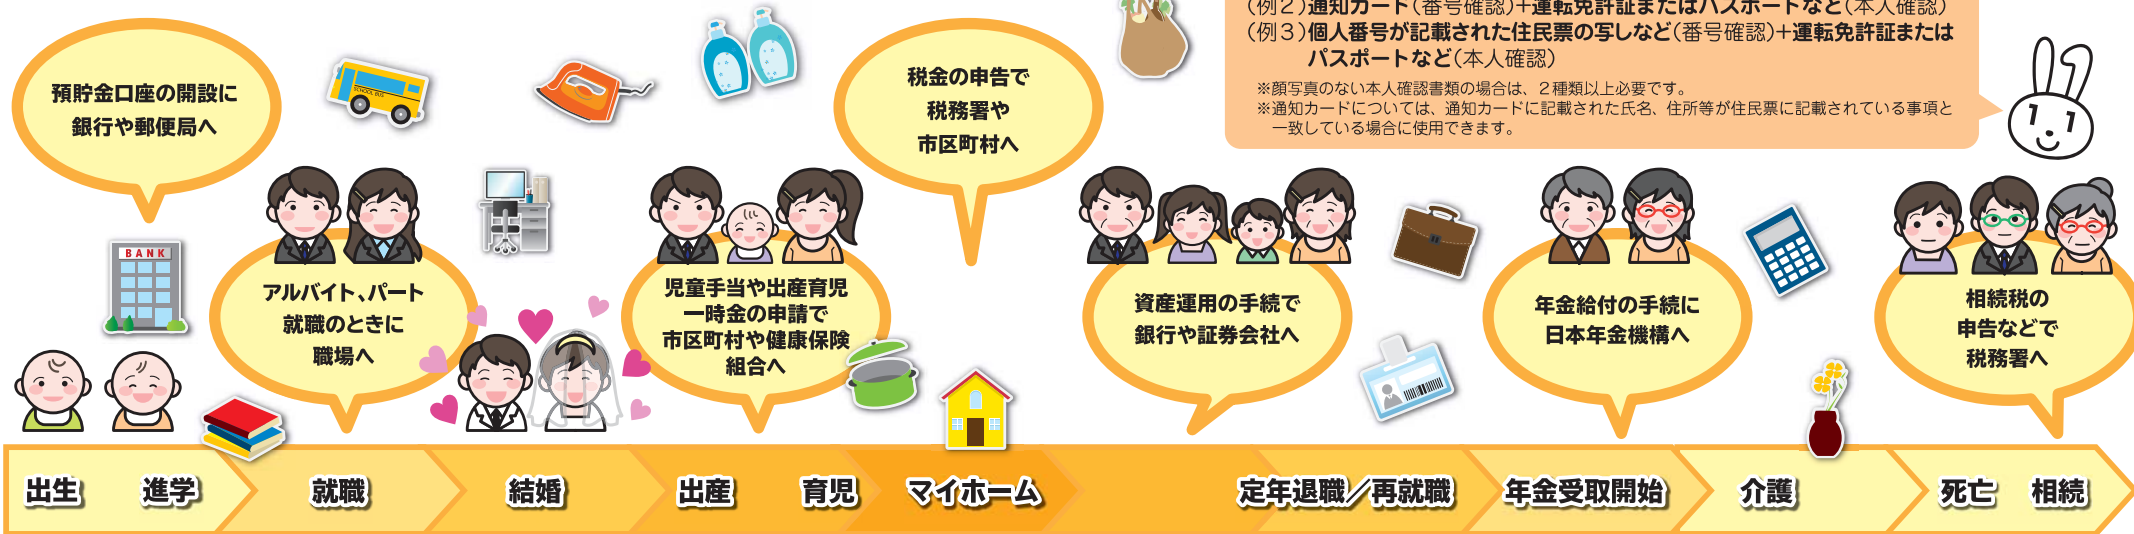 (例2)通知カード(番号確認)+運転免許証またはパスポートなど(本人確認)
(例3)個人番号が記載された住民票の写しなど(番号確認)+運転免許証または
パスポートなど(本人確認)
※顔写真のない本人確認書類の場合は、2種類以上必要です。
※通知カードについては、通知カードに記載された氏名、住所等が住民票に記載されている事項と
一致している場合に使用できます。
預貯金口座の開設に
銀行や郵便局へ
SCHOOL BUS
税金の申告で
税務署や
市区町村へ
BANK
アルバイト、パート
就職のときに
職場へ
児童手当や出産育児
一時金の申請で
市区町村や健康保険
組合へ
資産運用の手続で
銀行や証券会社へ
年金給付の手続に
日本年金機構へ
相続税の
申告などで
税務署へ
出生 進学 就職 結婚 出産 育児 マイホーム 定年退職/再就職 年金受取開始 介護 死亡 相続